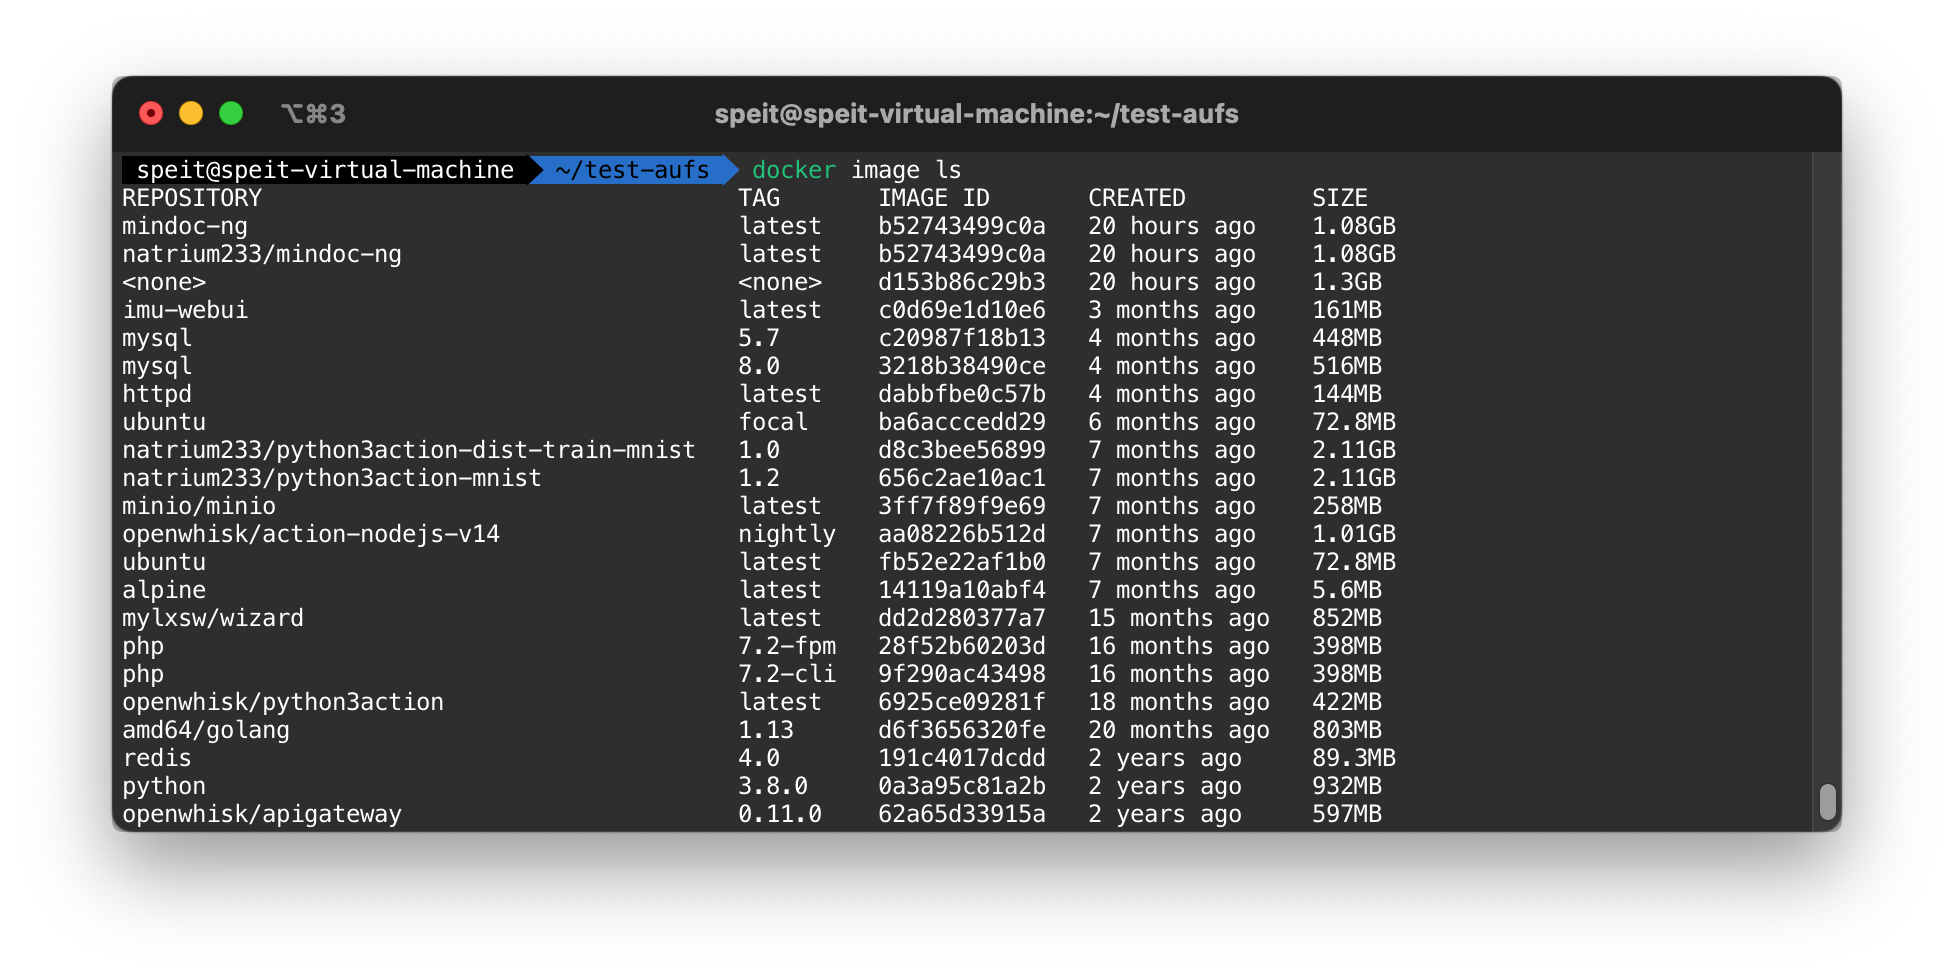 ⌥⌘3 speit@speit-virtual-machine:~/test-aufs
speit@speit-virtual-machine ~/test-aufs docker image ls
REPOSITORY TAG IMAGE ID CREATED SIZE
mindoc-ng latest b52743499c0a 20 hours ago 1.08GB
natrium233/mindoc-ng latest b52743499c0a 20 hours ago 1.08GB
<none> <none> d153b86c29b3 20 hours ago 1.3GB
imu-webui latest c0d69e1d10e6 3 months ago 161MB
mysql 5.7 c20987f18b13 4 months ago 448MB
mysql 8.0 3218b38490ce 4 months ago 516MB
httpd latest dabbfbe0c57b 4 months ago 144MB
ubuntu focal ba6acccedd29 6 months ago 72.8MB
natrium233/python3action-dist-train-mnist 1.0 d8c3bee56899 7 months ago 2.11GB
natrium233/python3action-mnist 1.2 656c2ae10ac1 7 months ago 2.11GB
minio/minio latest 3ff7f89f9e69 7 months ago 258MB
openwhisk/action-nodejs-v14 nightly aa08226b512d 7 months ago 1.01GB
ubuntu latest fb52e22af1b0 7 months ago 72.8MB
alpine latest 14119a10abf4 7 months ago 5.6MB
mylxsw/wizard latest dd2d280377a7 15 months ago 852MB
php 7.2-fpm 28f52b60203d 16 months ago 398MB
php 7.2-cli 9f290ac43498 16 months ago 398MB
openwhisk/python3action latest 6925ce09281f 18 months ago 422MB
amd64/golang 1.13 d6f3656320fe 20 months ago 803MB
redis 4.0 191c4017dcdd 2 years ago 89.3MB
python 3.8.0 0a3a95c81a2b 2 years ago 932MB
openwhisk/apigateway 0.11.0 62a65d33915a 2 years ago 597MB